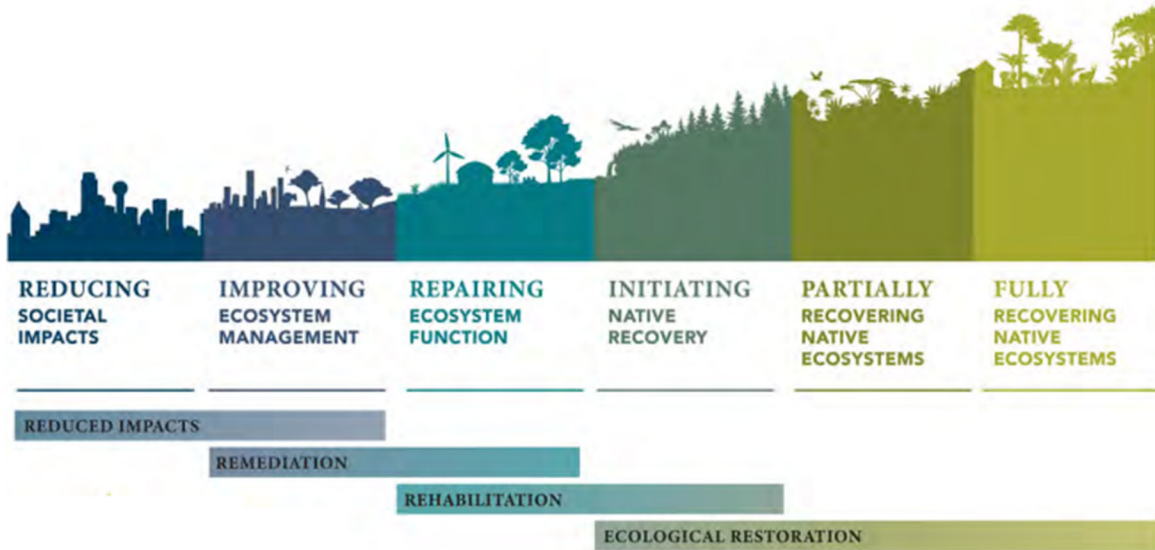 REDUCING
SOCIETAL
IMPACTS
IMPROVING
ECOSYSTEM
MANAGEMENT
REPAIRING
ECOSYSTEM
FUNCTION
INITIATING
NATIVE
RECOVERY
PARTIALLY
RECOVERING
NATIVE
ECOSYSTEMS
FULLY
RECOVERING
NATIVE
ECOSYSTEMS
REDUCED IMPACTS
REMEDIATION
REHABILITATION
ECOLOGICAL RESTORATION